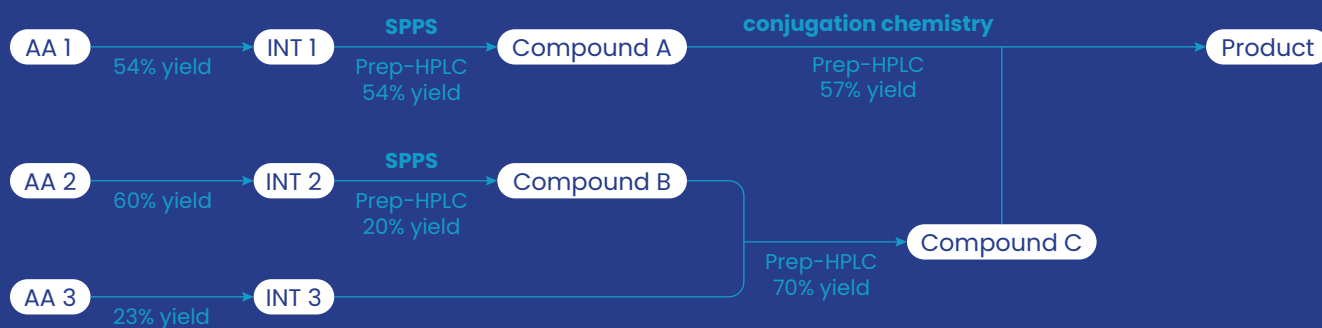 SPPS
conjugation chemistry
AA 1
INT 1
Compound A
Product
54% yield
Prep-HPLC
54% yield
Prep-HPLC
57% yield
SPPS
AA 2
INT 2
Compound B
60% yield
Prep-HPLC
20% yield
Compound C
Prep-HPLC
70% yield
AA 3
INT 3
23% yield